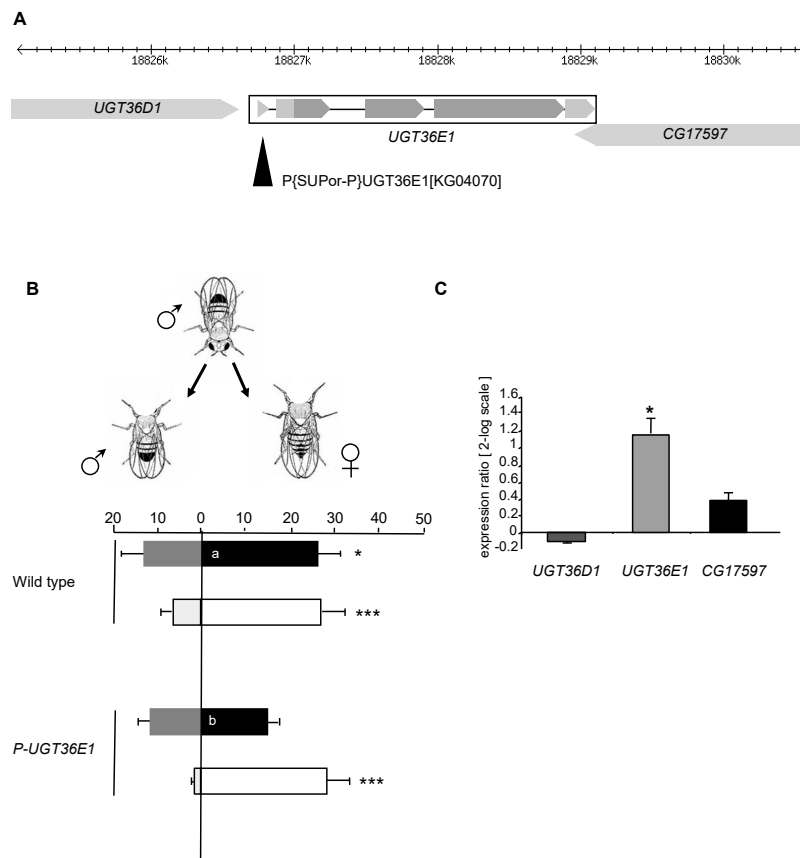 A
18826k 18827k 18828k 18829k 18830k
UGT36D1
UGT36E1
CG17597
P{SUPor-P}UGT36E1[KG04070]
B
♂
♂ ♀
20 10 0 10 20 30 40 50
Wild type
a *
***
P-UGT36E1
b
***
C
expression ratio [ 2-log scale ]
1.6
1.4
1.2
1
0.8
0.6
0.4
0.2
0
-0.2
*
UGT36D1 UGT36E1 CG17597